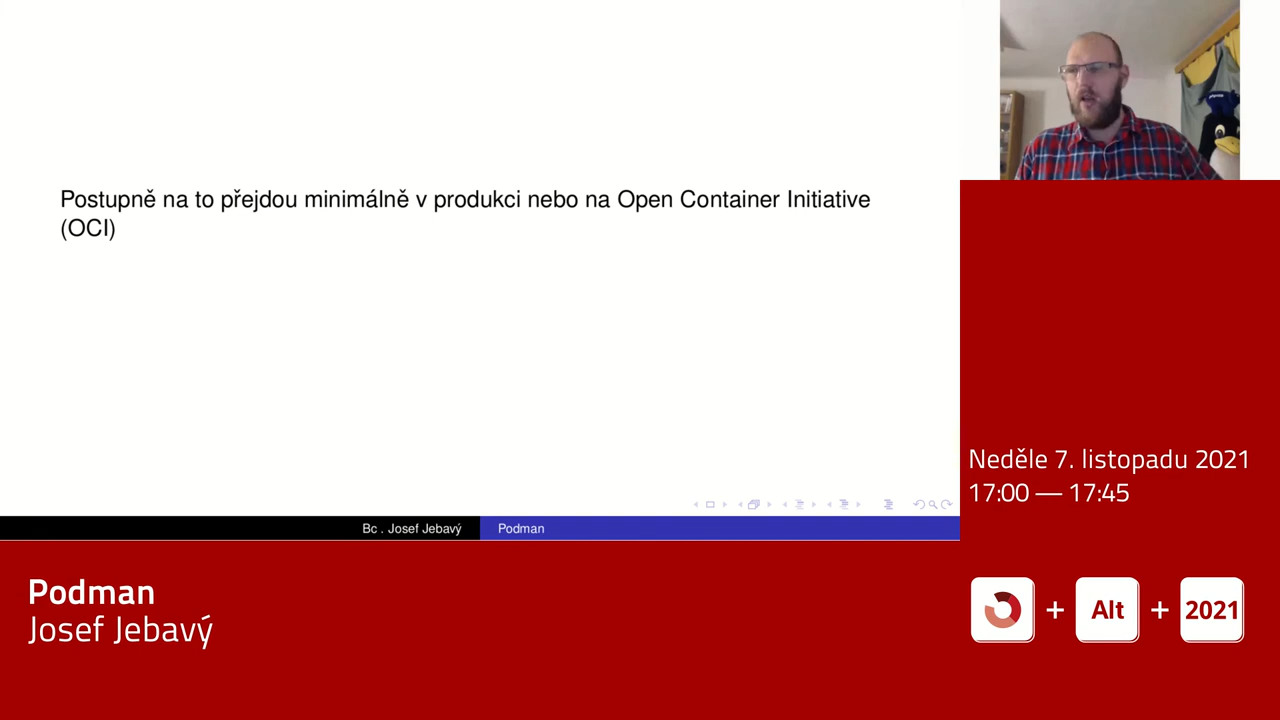 Postupně na to přejdou minimálně v produkci nebo na Open Container Initiative
(OCI)
Bc . Josef Jebavý
Podman
Neděle 7. listopadu 2021
17:00 — 17:45
Podman
Josef Jebavý
+ Alt + 2021